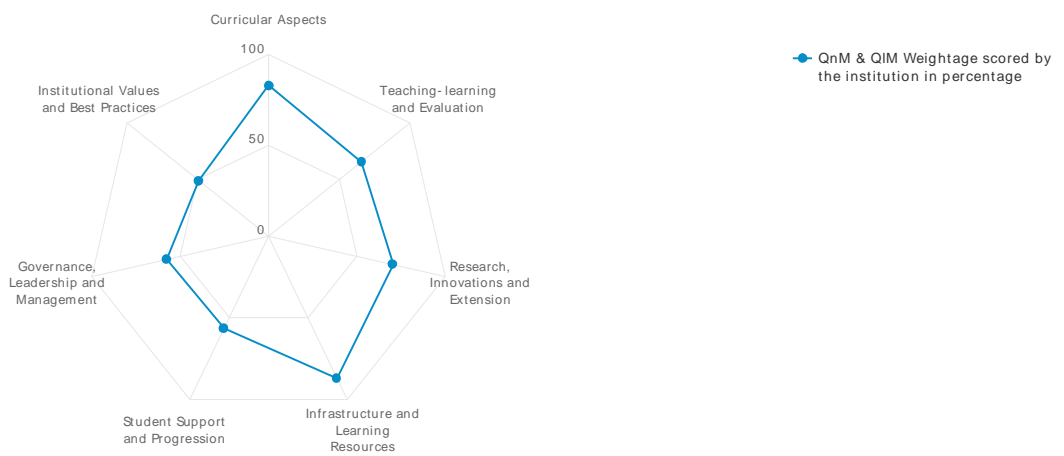 Curricular Aspects
100
Teaching-learning
and Evaluation
Research,
Innovations and
Extension
Infrastructure and
Learning
Resources
Student Support
and Progression
Governance,
Leadership and
Management
Institutional Values
and Best Practices
50
0
QnM & QIM Weightage scored by
the institution in percentage